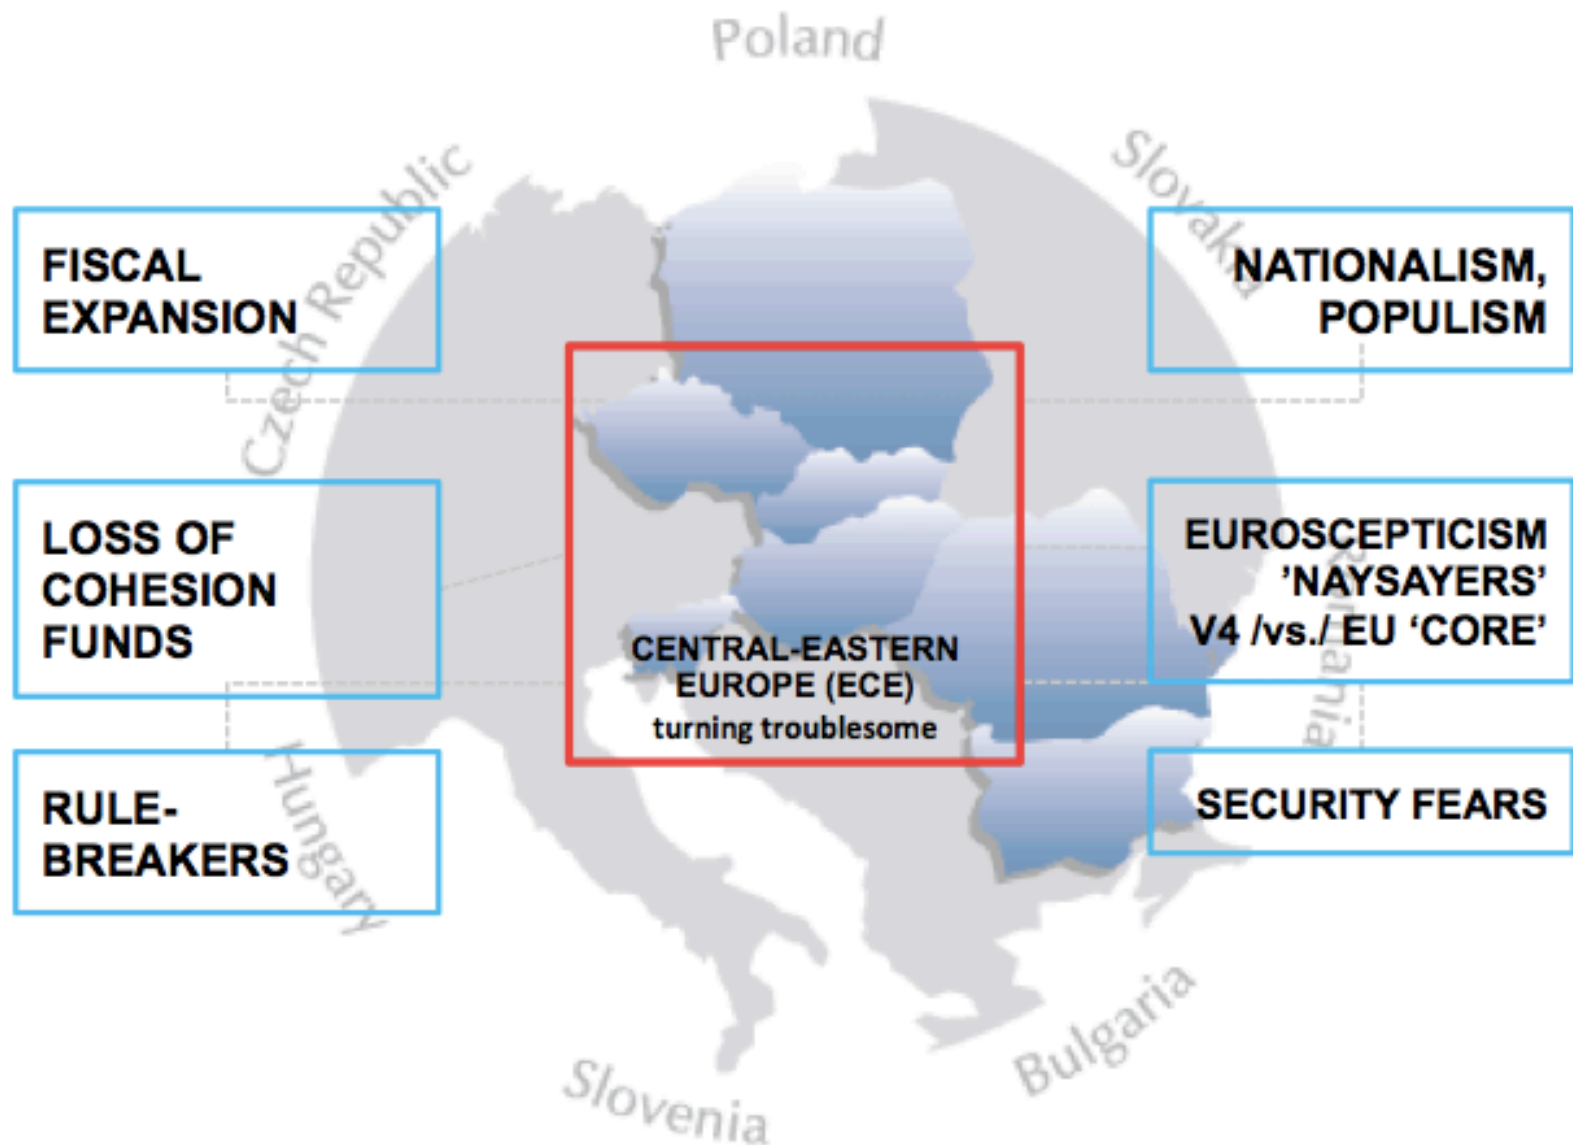 Poland
Czech Republic
Slovakia
FISCAL
EXPANSION
NATIONALISM,
POPULISM
LOSS OF
COHESION
FUNDS
EUROSCEPTICISM
’NAYSAYERS’
V4 /vs./ EU ‘CORE’
Romania
CENTRAL-EASTERN
EUROPE (ECE)
turning troublesome
RULE-
BREAKERS
Hungary
SECURITY FEARS
Bulgaria
Slovenia